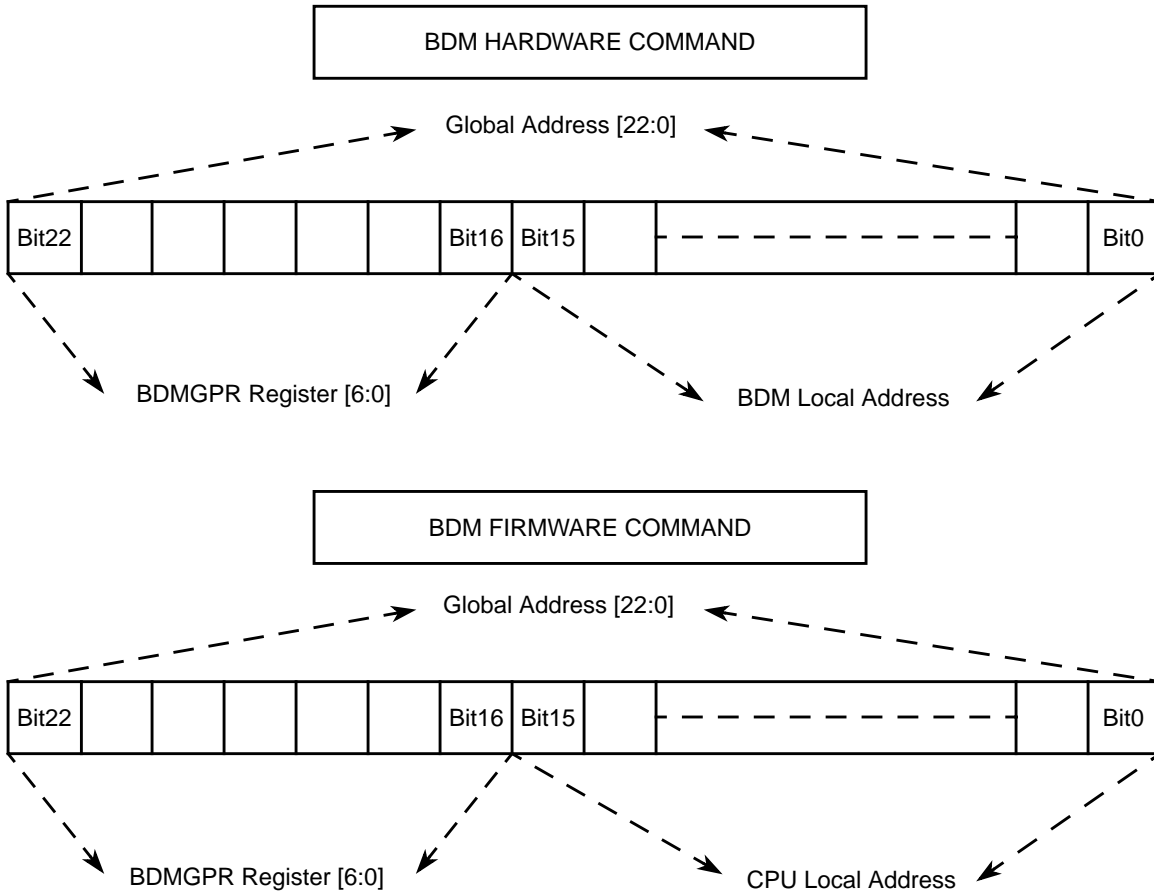 BDM HARDWARE COMMAND
Global Address [22:0]
Bit22 Bit16 Bit15 Bit0
BDMGPR Register [6:0] BDM Local Address
BDM FIRMWARE COMMAND
Global Address [22:0]
Bit22 Bit16 Bit15 Bit0
BDMGPR Register [6:0] CPU Local Address